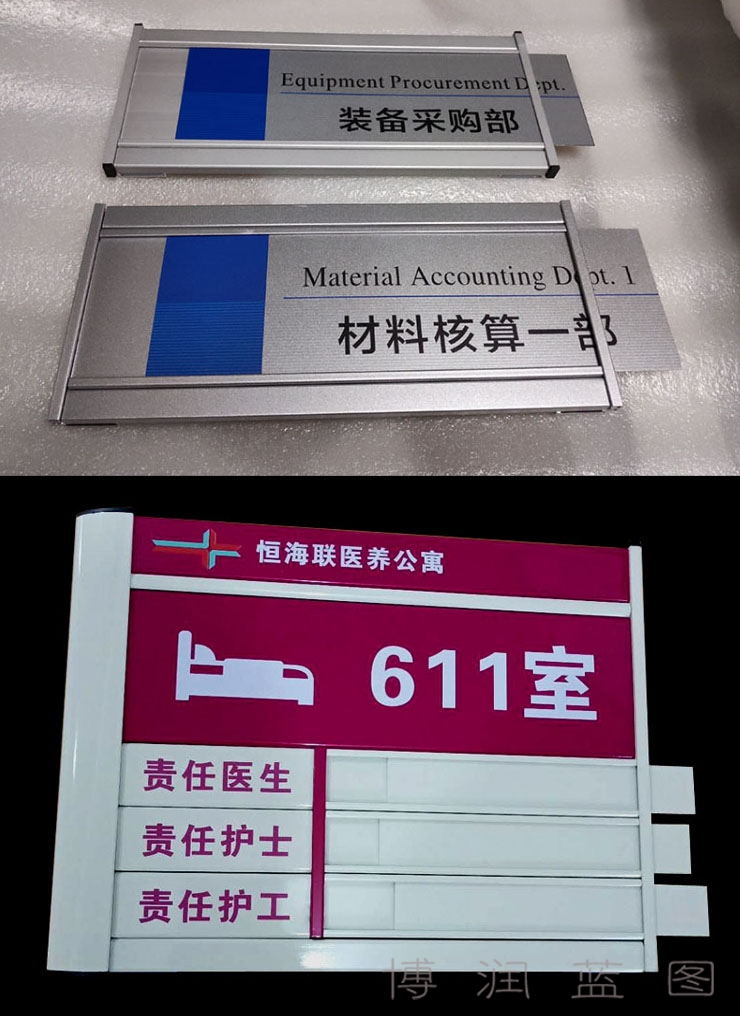 Equipment Procurement Dept.
装备采购部
Material Accounting Dept. 1
材料核算一部
恒海联医养公寓
611室
责任医生
责任护士
责任护工
博润蓝图